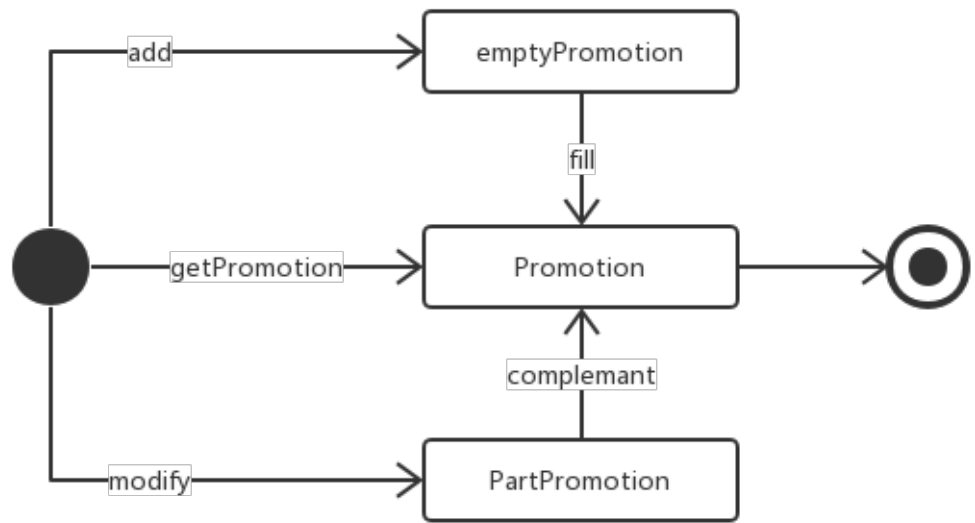 add
emptyPromotion
fill
getPromotion
Promotion
complemant
modify
PartPromotion